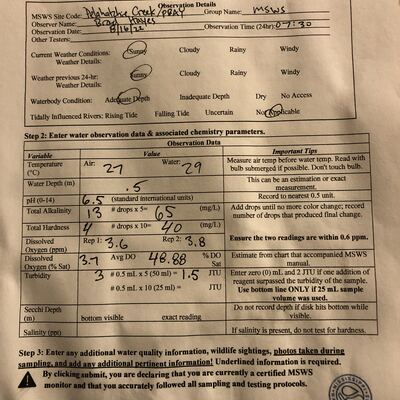 Observation Details
MSWS Site Code: Pelahatchie Creek/PBAY Group Name: MSWS
Observer Name: Brad Hayes
Observation Date: 8/16/22 Observation Time (24hr): 07:30
Other Testers:
Current Weather Conditions: Sunny Cloudy Rainy Windy
Weather Details:
Weather previous 24-hr: Sunny Cloudy Rainy Windy
Weather Details:
Waterbody Condition: Adequate Depth Inadequate Depth Dry No Access
Tidally Influenced Rivers: Rising Tide Falling Tide Uncertain Not Applicable
Step 2: Enter water observation data & associated chemistry parameters.
Observation Data
Variable Value Important Tips
Temperature (°C) Air: 27 Water: 29 Measure air temp before water temp. Read with bulb submerged if possible. Don't touch bulb.
Water Depth (m) .5 This can be an estimation or exact measurement.
pH (0-14) 6.5 (standard international units) Record to nearest 0.5 unit.
Total Alkalinity 13 # drops x 5= 65 (mg/L) Add drops until no more color change; record number of drops that produced final change.
Total Hardness 4 # drops x 10= 40 (mg/L)
Dissolved Oxygen (ppm) Rep 1: 3.6 Rep 2: 3.8 Ensure the two readings are within 0.6 ppm.
Dissolved Oxygen (% Sat) 3.7 Avg DO 48.88 % DO Sat Estimate from chart that accompanied MSWS manual.
Turbidity 3 # 0.5 mL x 5 (50 ml) = 1.5 JTU Enter zero (0) mL and 2 JTU if one addition of reagent surpassed the turbidity of the sample.
# 0.5 mL x 10 (25 ml) = JTU Use bottom line ONLY if 25 mL sample volume was used.
Secchi Depth (m) bottom visible exact reading Do not record depth if disk hits bottom while visible.
Salinity (ppt) If salinity is present, do not test for hardness.
Step 3: Enter any additional water quality information, wildlife sightings, photos taken during
sampling, and add any additional pertinent information! Underlined information is required.
By clicking submit, you are declaring that you are currently a certified MSWS
monitor and that you accurately followed all sampling and testing protocols.